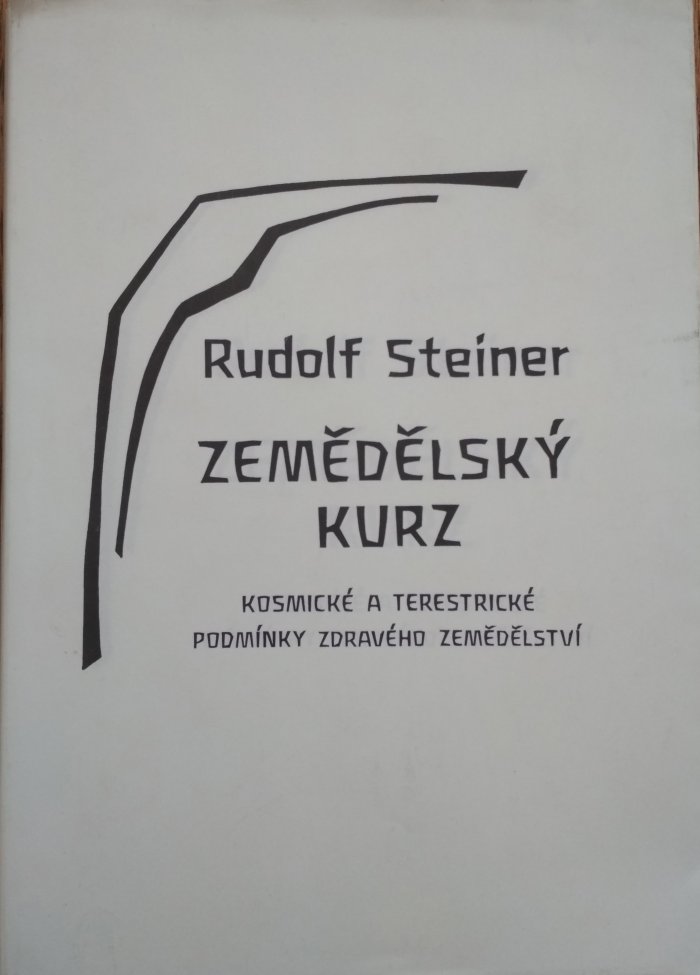 Rudolf Steiner
ZEMĚDĚLSKÝ
KURZ
KOSMICKÉ A TERESTRICKÉ
PODMÍNKY ZDRAVÉHO ZEMĚDĚLSTVÍ